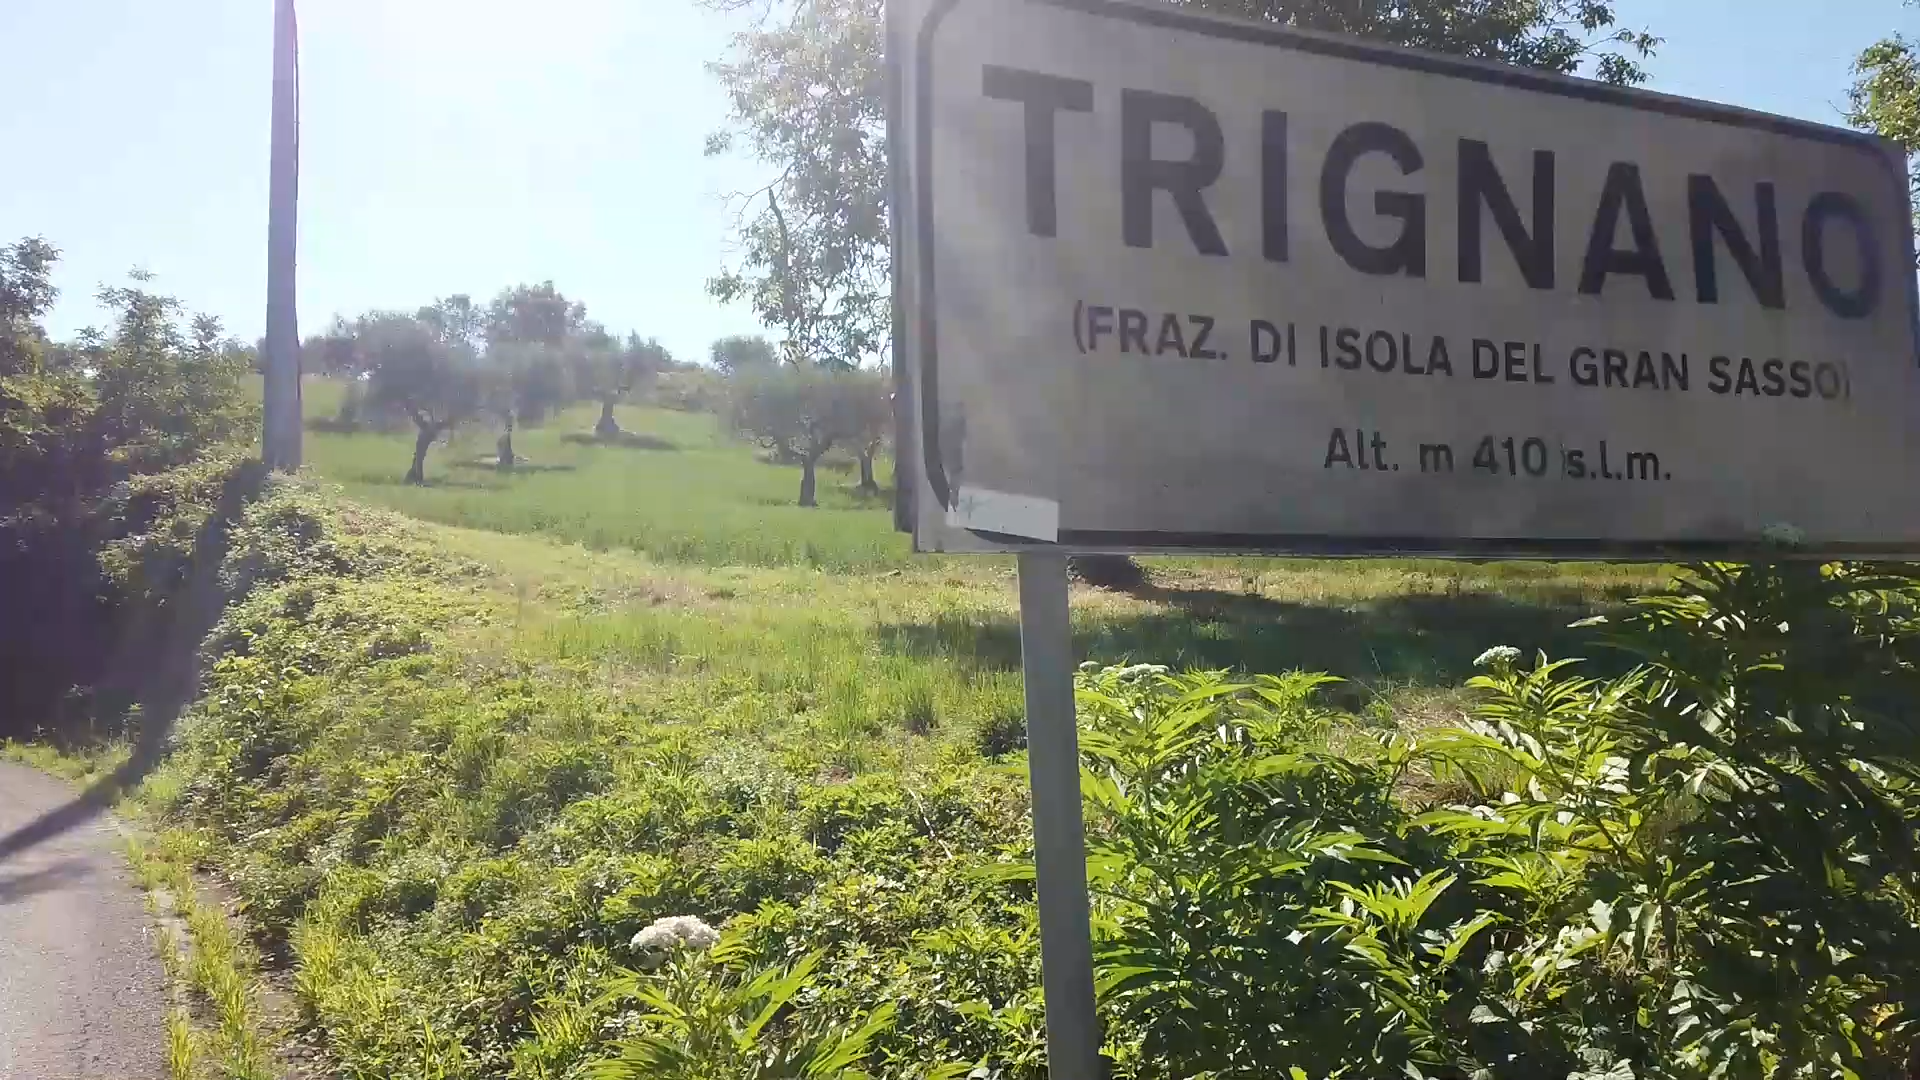 TRIGNANO
(FRAZ. DI ISOLA DEL GRAN SASSO)
Alt. m 410 s.l.m.